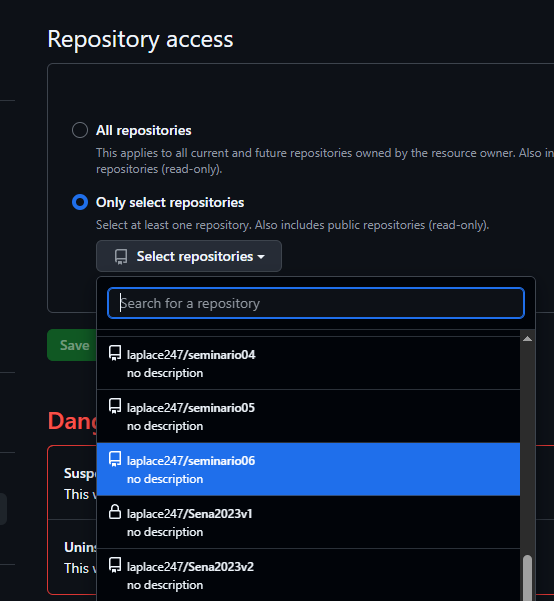 Repository access
All repositories
This applies to all current and future repositories owned by the resource owner. Also in
repositories (read-only).
Only select repositories
Select at least one repository. Also includes public repositories (read-only).
Select repositories
Search for a repository
Save
laplace247/seminario04
no description
laplace247/seminario05
no description
Dang
laplace247/seminario06
no description
Suspe
This v
laplace247/Sena2023v1
no description
Unins
This v
laplace247/Sena2023v2
no description